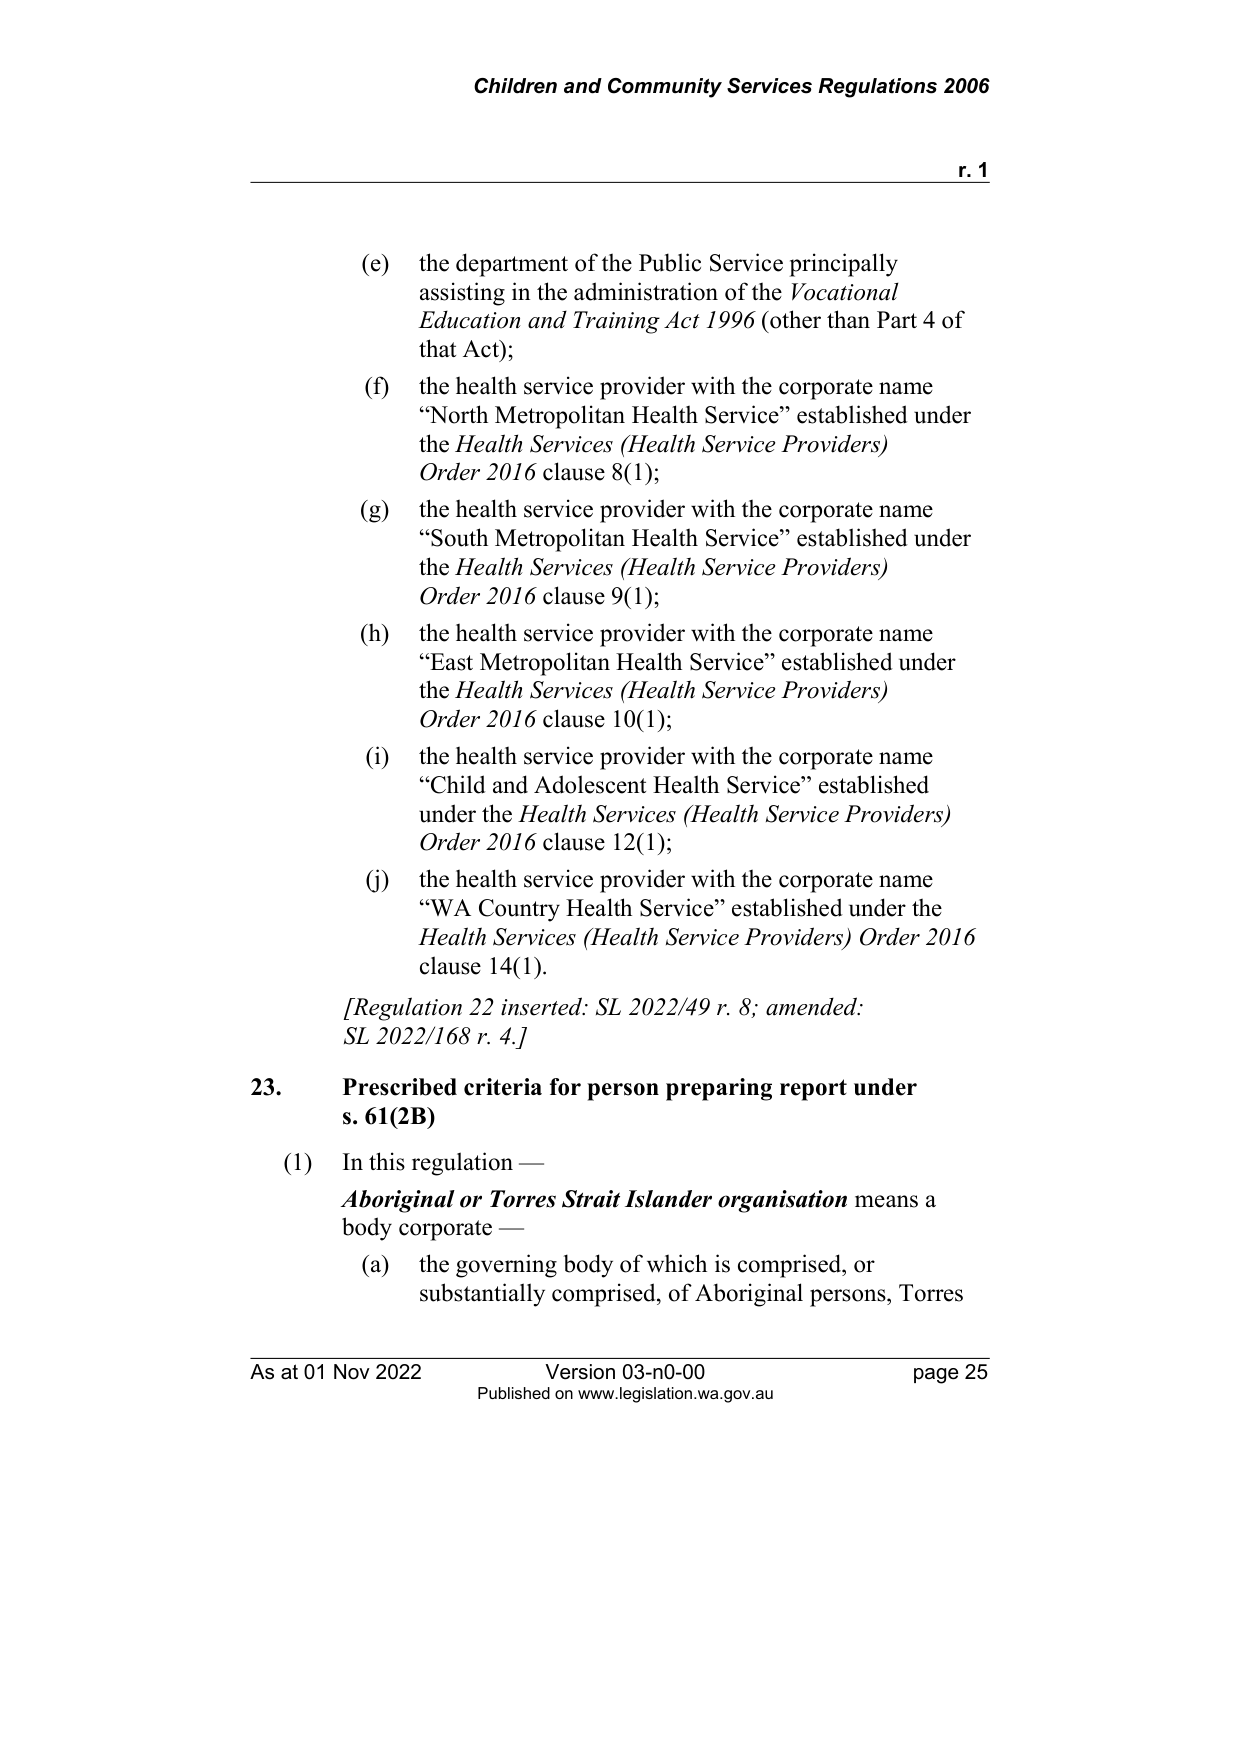 Children and Community Services Regulations 2006
r. 1
(e) the department of the Public Service principally
assisting in the administration of the Vocational
Education and Training Act 1996 (other than Part 4 of
that Act);
(f) the health service provider with the corporate name
“North Metropolitan Health Service” established under
the Health Services (Health Service Providers)
Order 2016 clause 8(1);
(g) the health service provider with the corporate name
“South Metropolitan Health Service” established under
the Health Services (Health Service Providers)
Order 2016 clause 9(1);
(h) the health service provider with the corporate name
“East Metropolitan Health Service” established under
the Health Services (Health Service Providers)
Order 2016 clause 10(1);
(i) the health service provider with the corporate name
“Child and Adolescent Health Service” established
under the Health Services (Health Service Providers)
Order 2016 clause 12(1);
(j) the health service provider with the corporate name
“WA Country Health Service” established under the
Health Services (Health Service Providers) Order 2016
clause 14(1).
[Regulation 22 inserted: SL 2022/49 r. 8; amended:
SL 2022/168 r. 4.]
23. Prescribed criteria for person preparing report under
s. 61(2B)
(1) In this regulation —
Aboriginal or Torres Strait Islander organisation means a
body corporate —
(a) the governing body of which is comprised, or
substantially comprised, of Aboriginal persons, Torres
As at 01 Nov 2022 Version 03-n0-00 page 25
Published on www.legislation.wa.gov.au